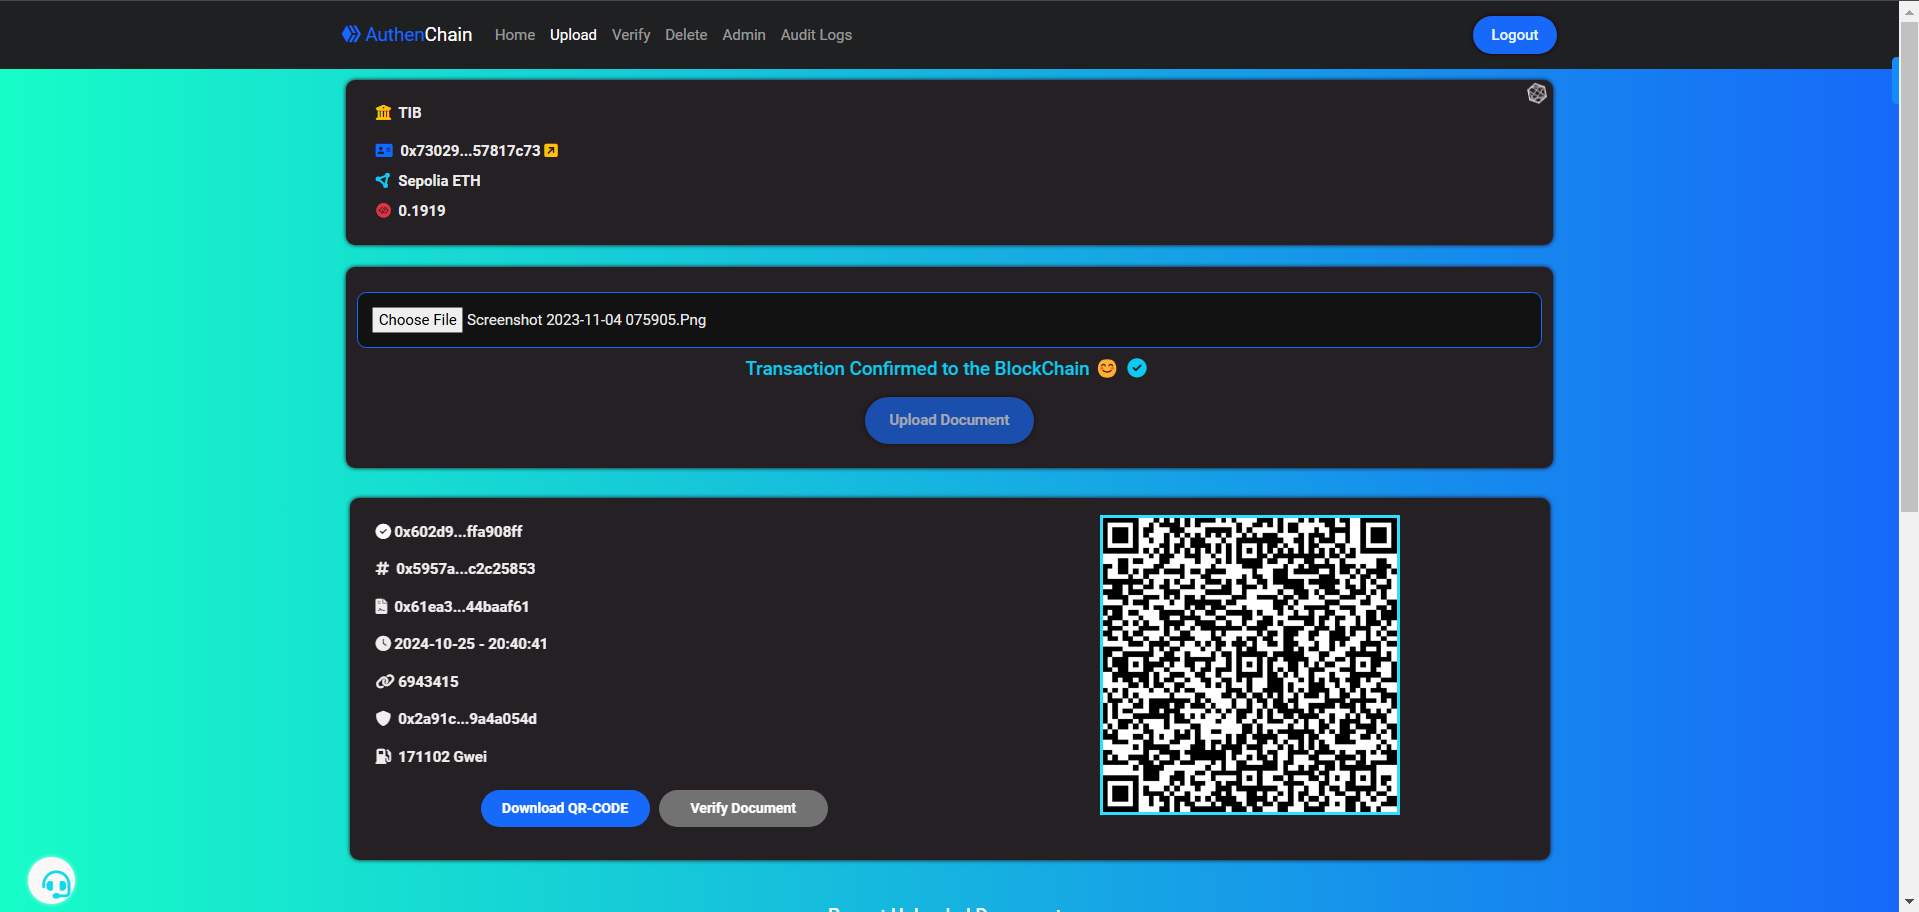 AuthenChain Home Upload Verify Delete Admin Audit Logs Logout
TIB
0x73029...57817c73
Sepolia ETH
0.1919
Choose File Screenshot 2023-11-04 075905.Png
Transaction Confirmed to the BlockChain 😊
Upload Document
0x602d9...ffa908ff
# 0x5957a...c2c25853
0x61ea3...44baaf61
2024-10-25 - 20:40:41
6943415
0x2a91c...9a4a054d
171102 Gwei
Download QR-CODE Verify Document